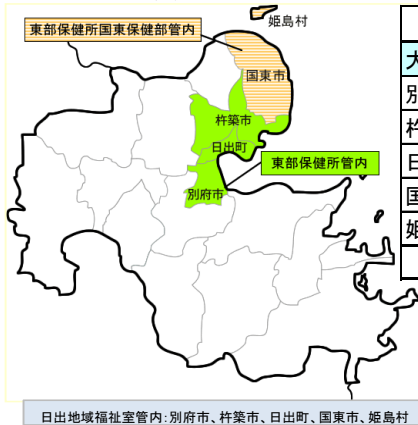 姫島村
東部保健所国東保健部管内
国東市
杵築市
日出町
東部保健所管内
別府市
大
別
杵
日
国
姫
日出地域福祉室管内：別府市、杵築市、日出町、国東市、姫島村